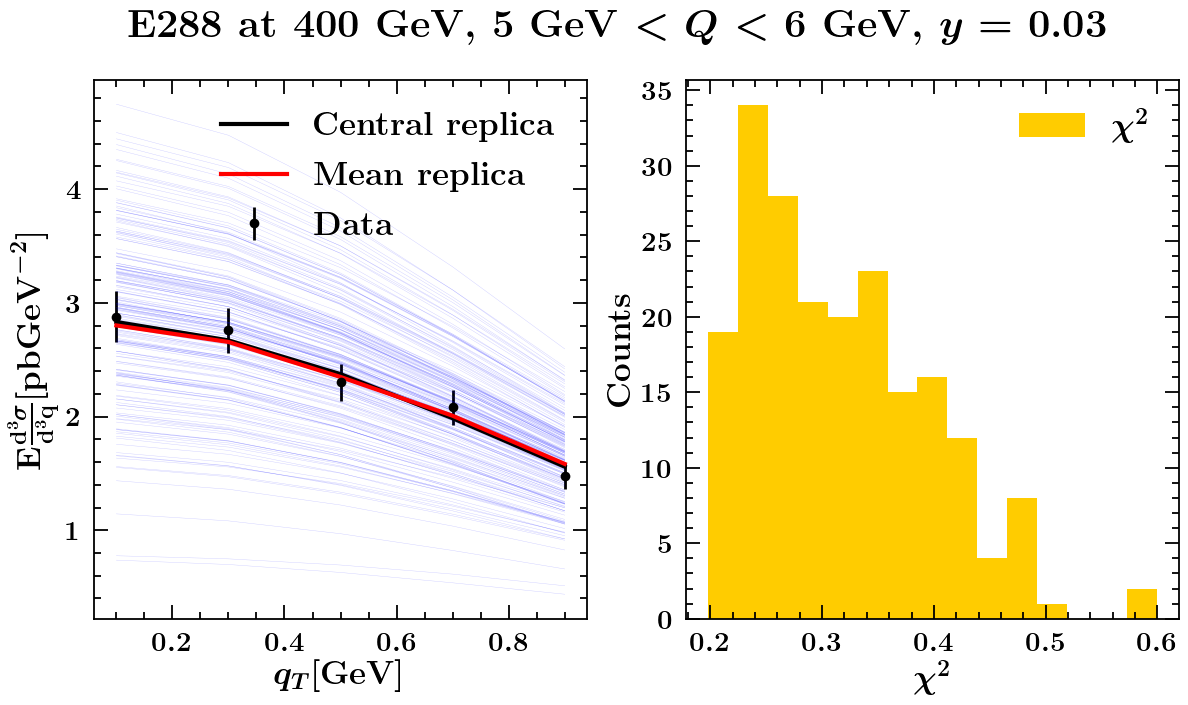 E288 at 400 GeV, 5 GeV < Q < 6 GeV, y = 0.03
Central replica
Mean replica
Data
4
3
2
1
E d³σ/d³q [pbGeV⁻²]
0.2 0.4 0.6 0.8
q_T[GeV]
χ²
35
30
25
20
15
10
5
0
Counts
0.2 0.3 0.4 0.5 0.6
χ²